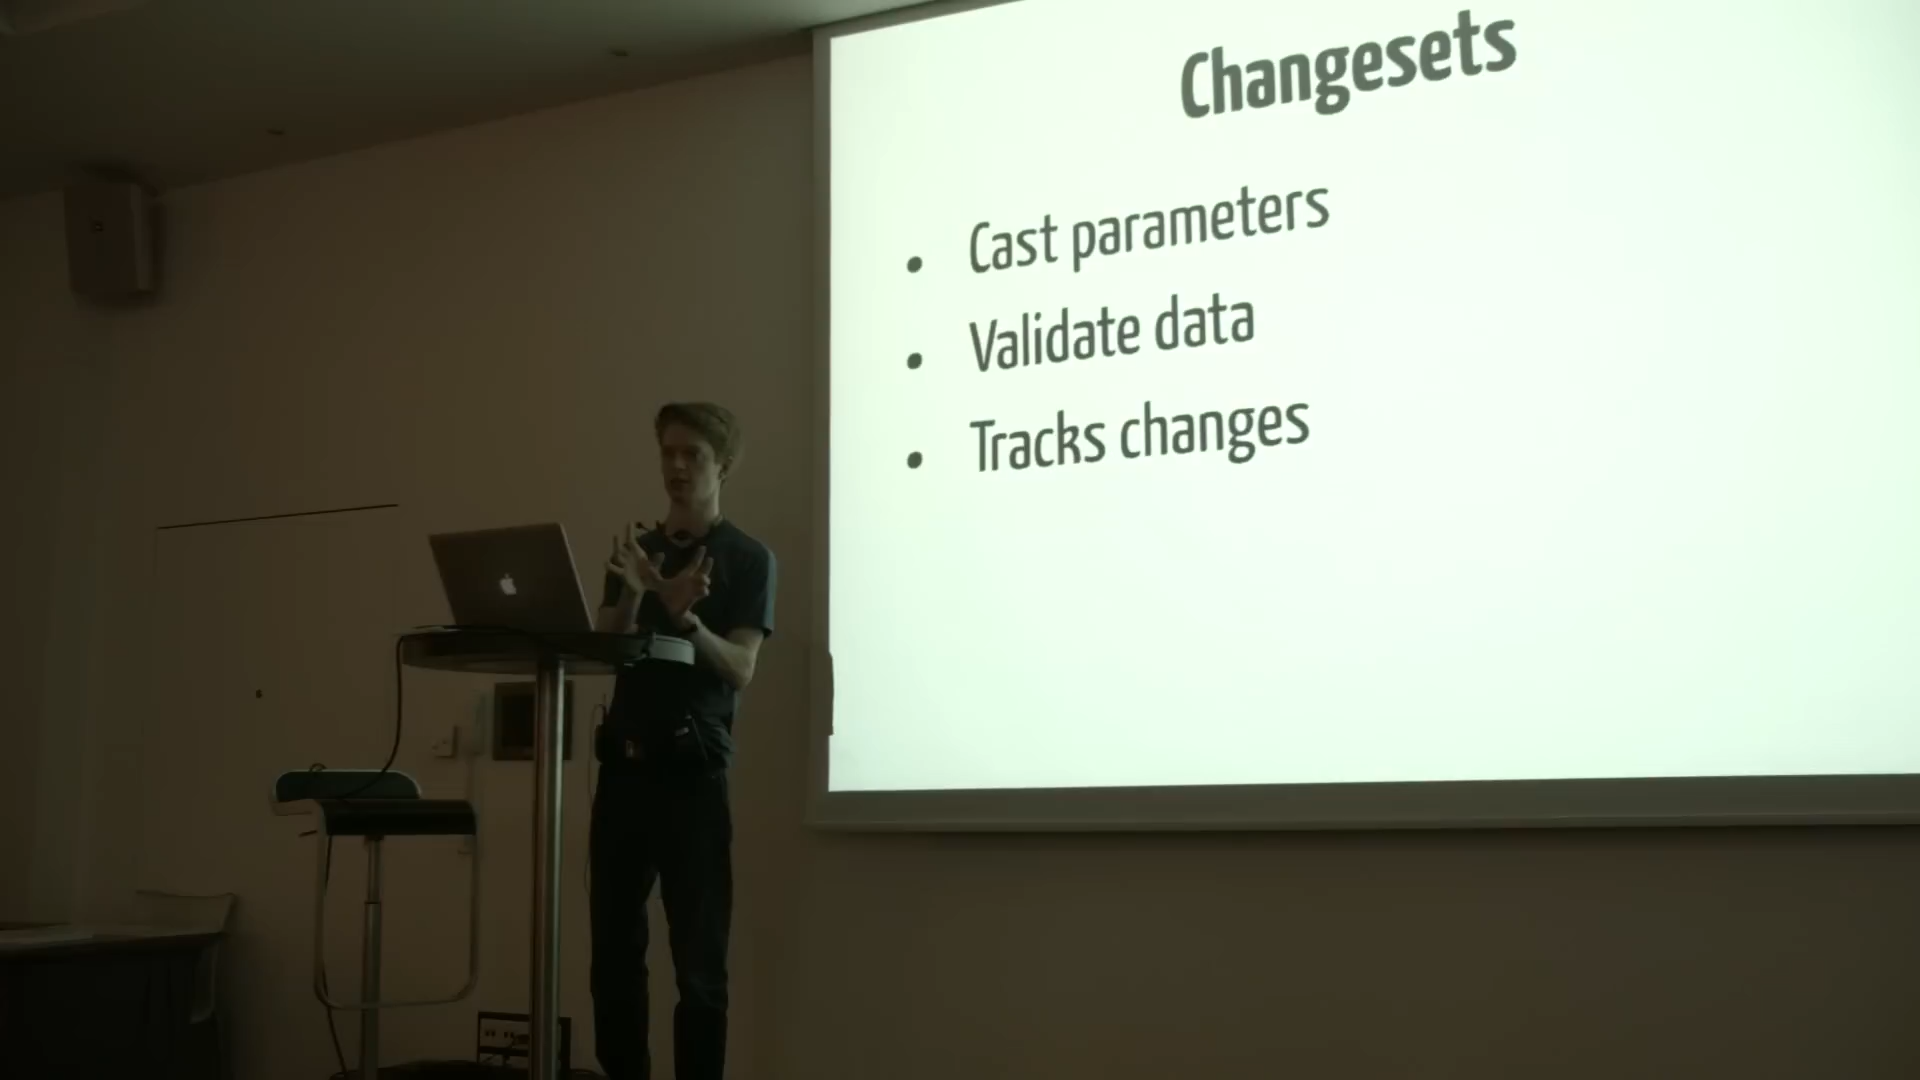 Changesets
• Cast parameters
• Validate data
• Tracks changes